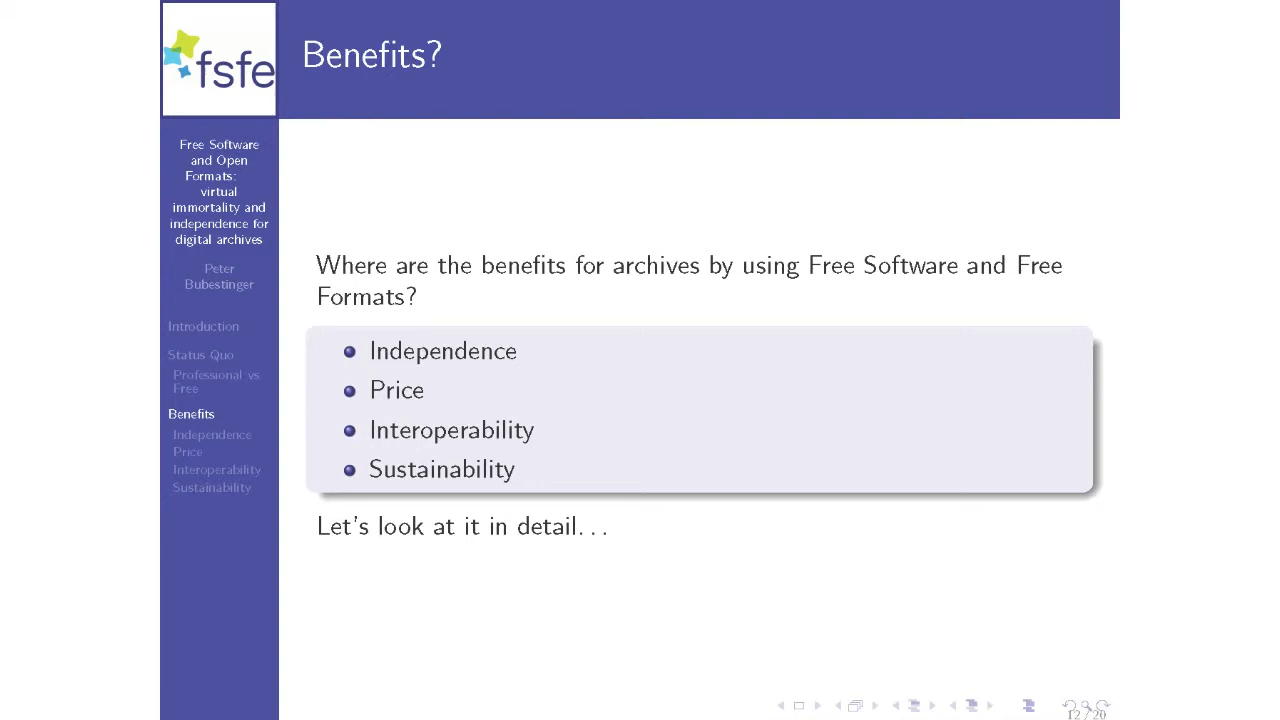 fsfe
Benefits?
Free Software
and Open
Formats:
virtual
immortality and
independence for
digital archives
Peter
Bubestinger
Introduction
Status Quo
Professional vs
Free
Benefits
Independence
Price
Interoperability
Sustainability
Where are the benefits for archives by using Free Software and Free
Formats?
Independence
Price
Interoperability
Sustainability
Let's look at it in detail...
12 / 20